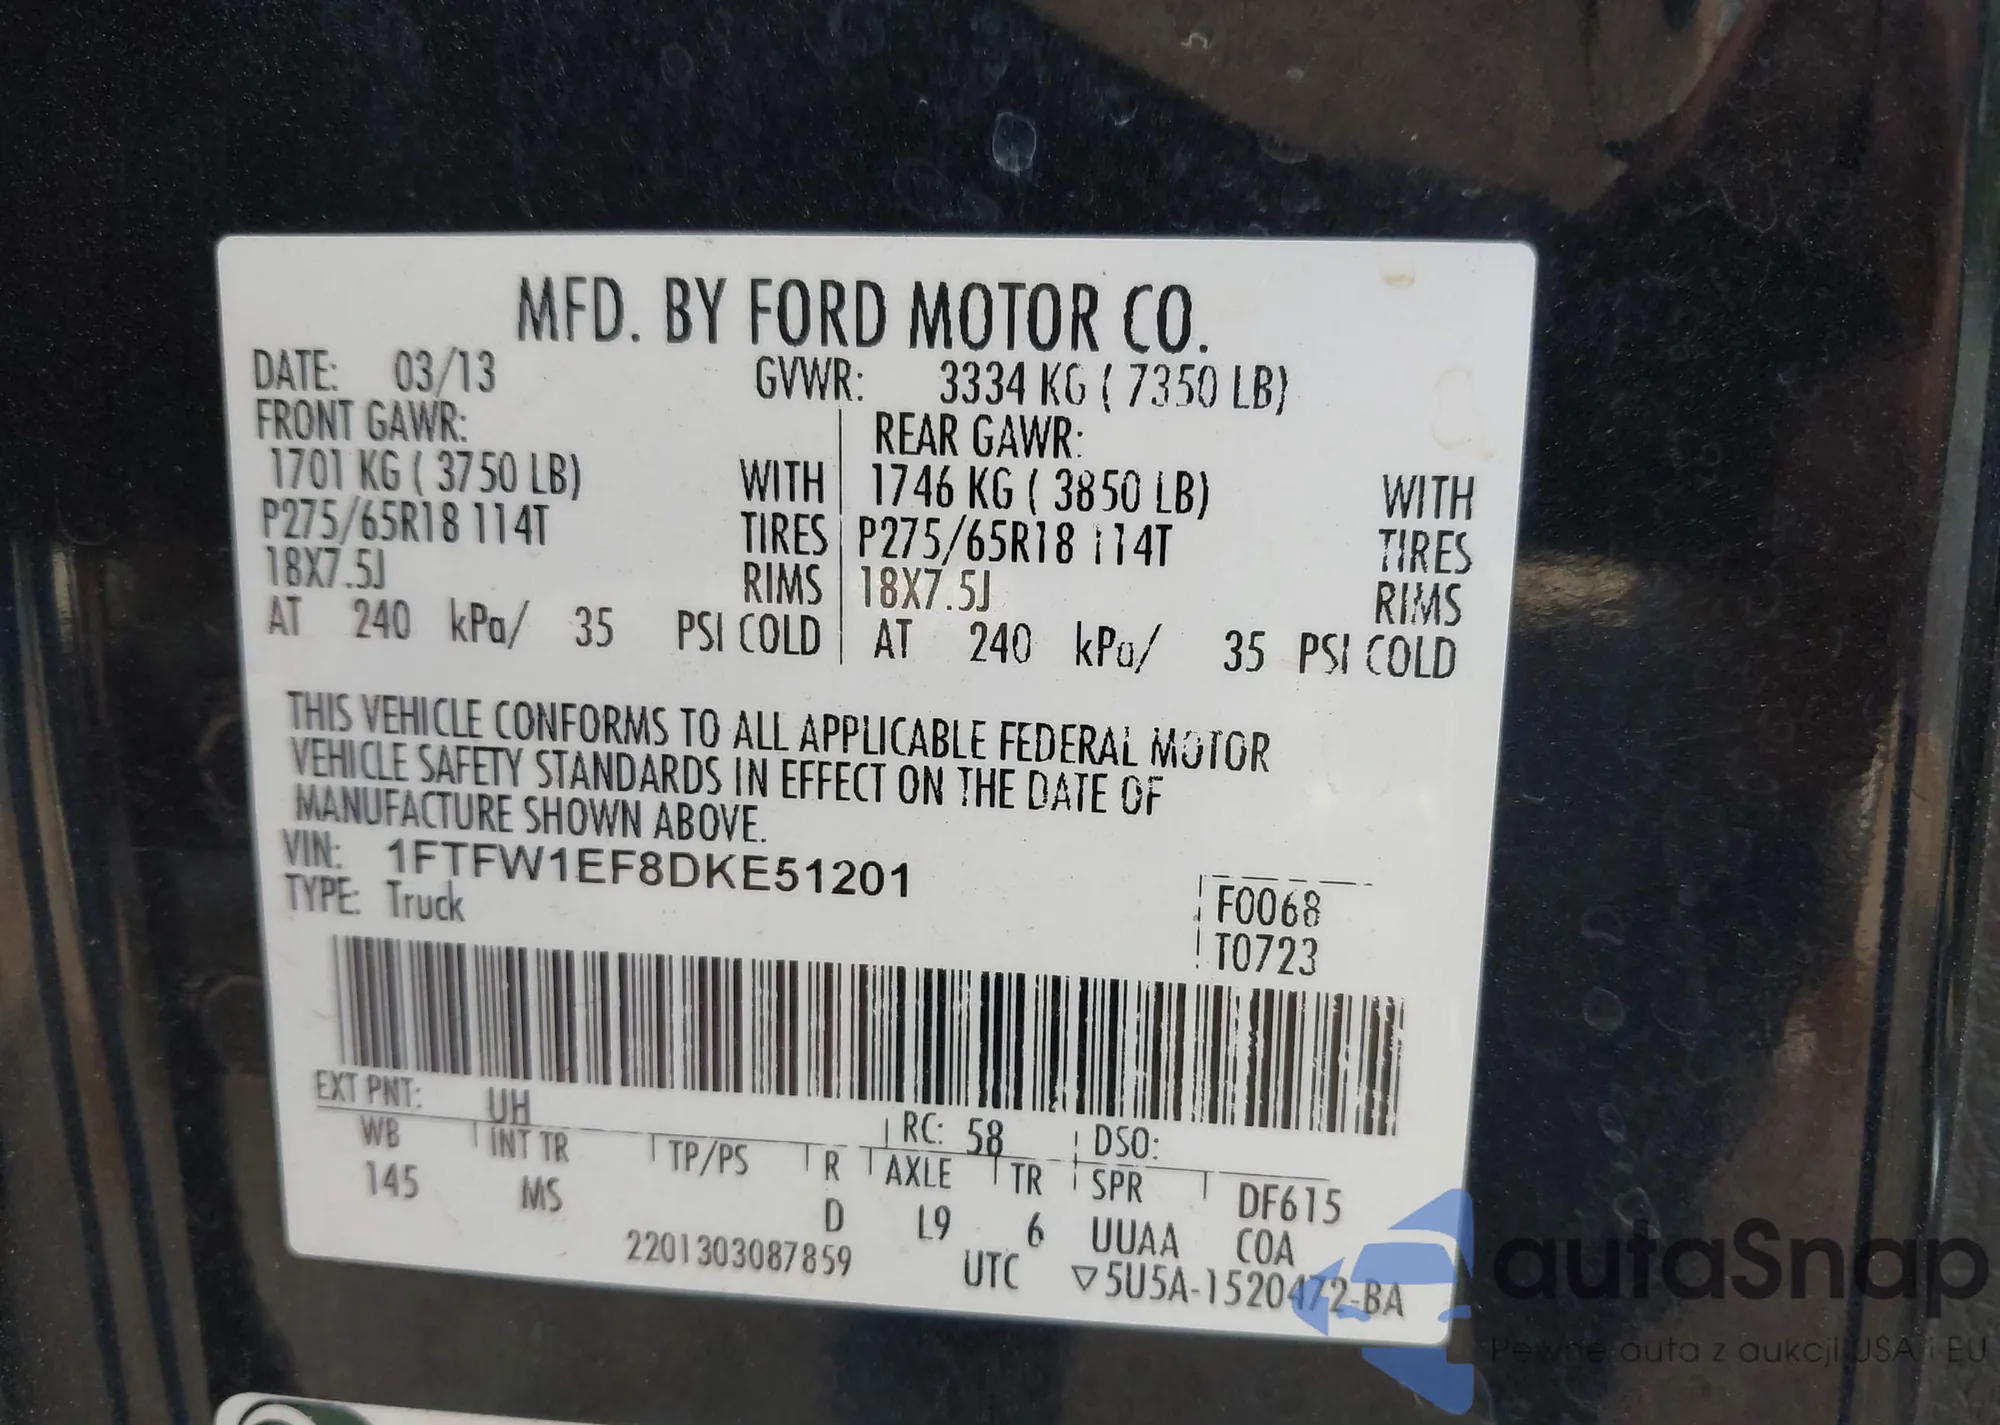 MFD. BY FORD MOTOR CO.
DATE: 03/13 GVWR: 3334 KG ( 7350 LB)
FRONT GAWR: REAR GAWR:
1701 KG ( 3750 LB) WITH 1746 KG ( 3850 LB) WITH
P275/65R18 114T TIRES P275/65R18 114T TIRES
18X7.5J RIMS 18X7.5J RIMS
AT 240 kPa/ 35 PSI COLD AT 240 kPa/ 35 PSI COLD
THIS VEHICLE CONFORMS TO ALL APPLICABLE FEDERAL MOTOR
VEHICLE SAFETY STANDARDS IN EFFECT ON THE DATE OF
MANUFACTURE SHOWN ABOVE.
VIN: 1FTFW1EF8DKE51201
TYPE: Truck
F0068
T0723
EXT PNT: UH RC: 58 DSO:
WB INT TR TP/PS R AXLE TR SPR DF615
145 MS D L9 6 UUAA COA
2201303087859 UTC ▽5U5A-1520472-BA
autaSnap
Pewne auta z aukcji USA i EU